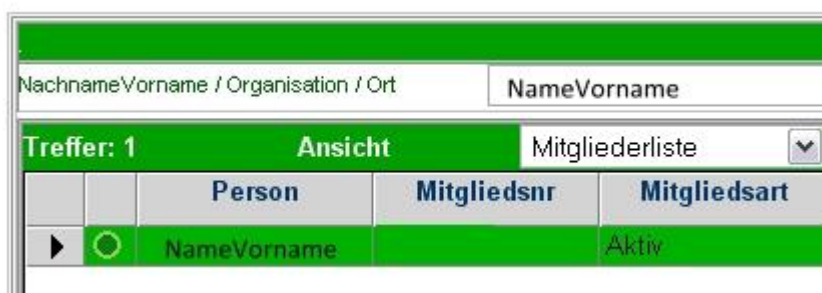 NachnameVorname / Organisation / Ort NameVorname
Treffer: 1 Ansicht Mitgliederliste
Person Mitgliedsnr Mitgliedsart
NameVorname Aktiv